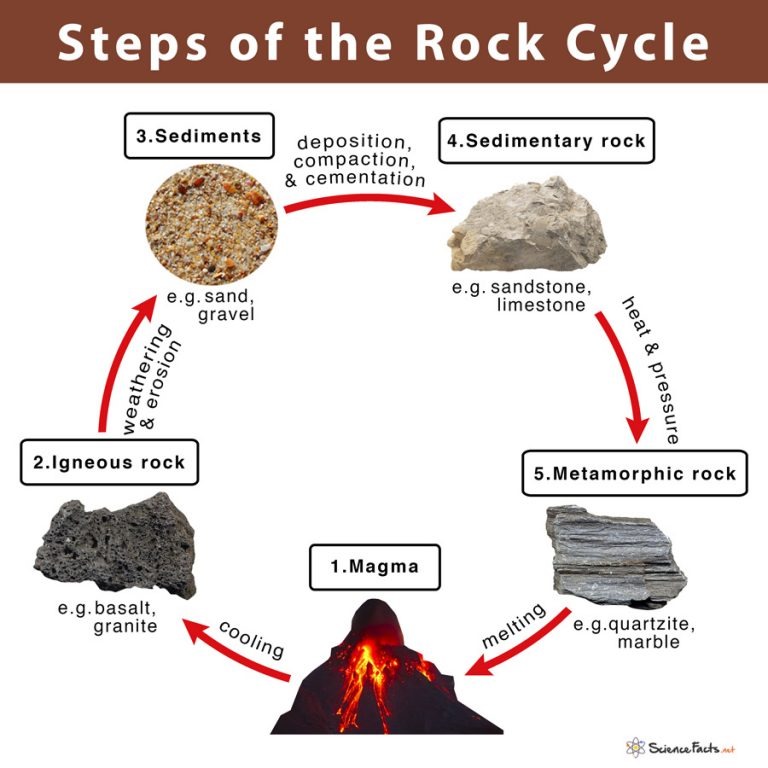 Steps of the Rock Cycle
3.Sediments
deposition,
compaction,
& cementation
4.Sedimentary rock
e.g. sand,
gravel
e.g. sandstone,
limestone
weathering
& erosion
heat & pressure
2.Igneous rock
5.Metamorphic rock
1.Magma
e.g.basalt,
granite
cooling
melting
e.g.quartzite,
marble
ScienceFacts.net